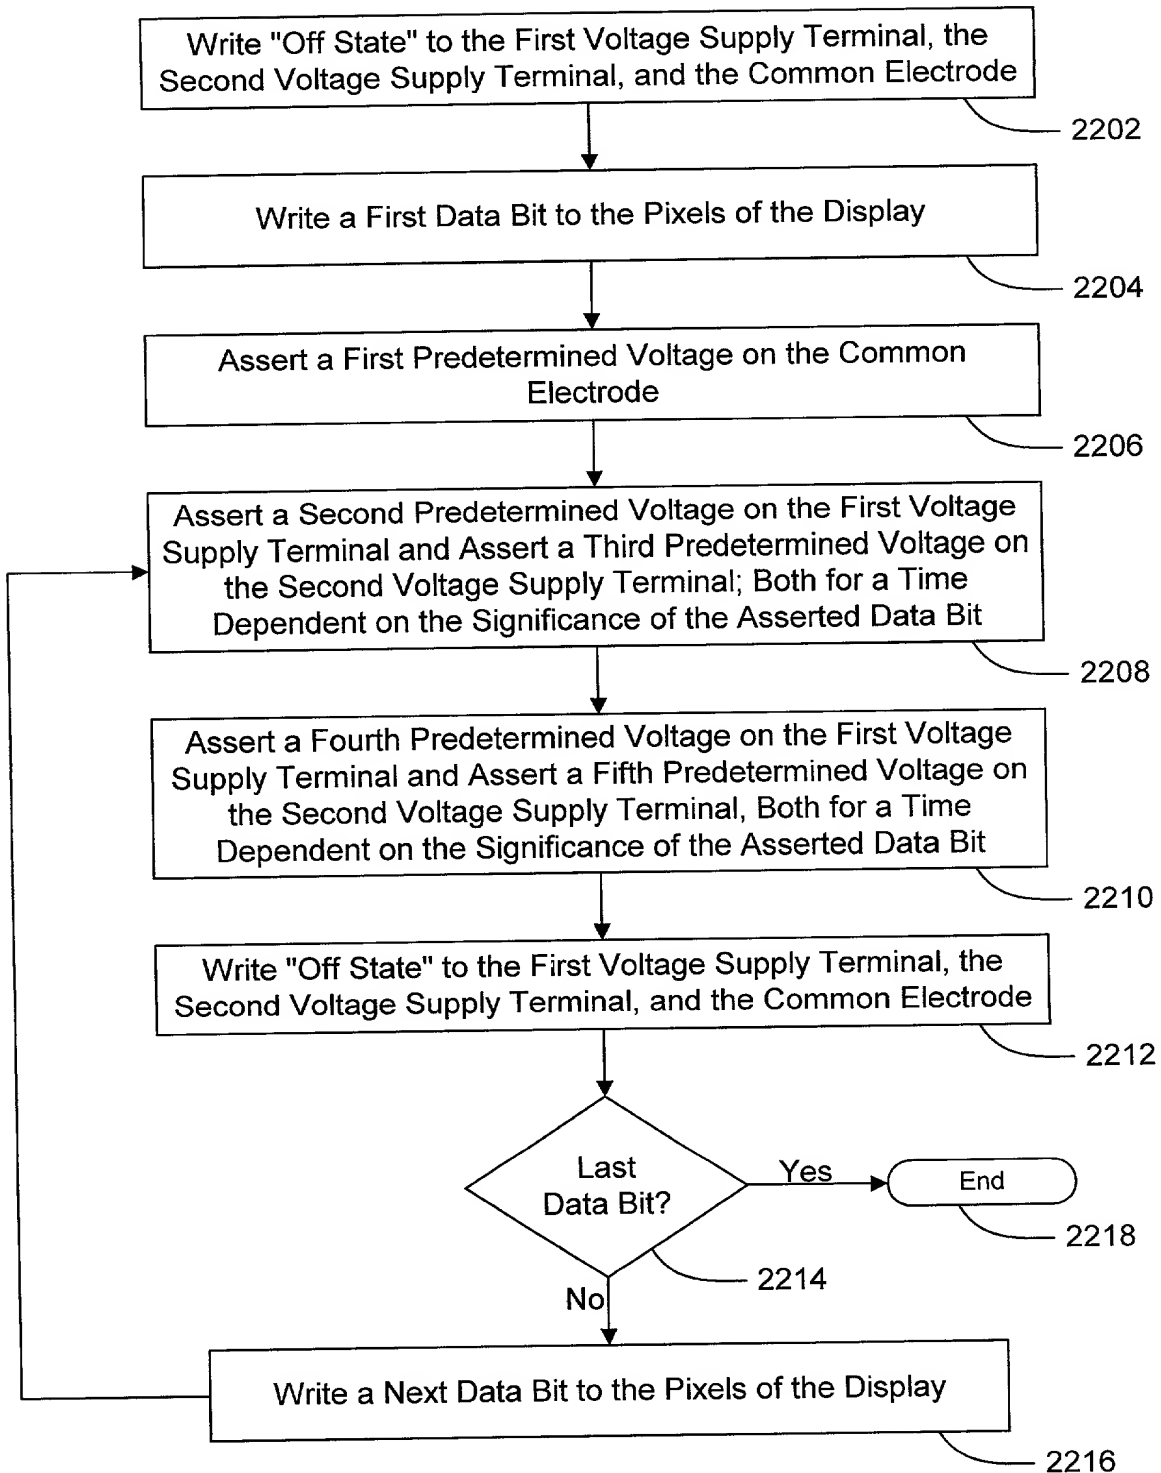 Write "Off State" to the First Voltage Supply Terminal, the
Second Voltage Supply Terminal, and the Common Electrode
2202
Write a First Data Bit to the Pixels of the Display
2204
Assert a First Predetermined Voltage on the Common
Electrode
2206
Assert a Second Predetermined Voltage on the First Voltage
Supply Terminal and Assert a Third Predetermined Voltage on
the Second Voltage Supply Terminal; Both for a Time
Dependent on the Significance of the Asserted Data Bit
2208
Assert a Fourth Predetermined Voltage on the First Voltage
Supply Terminal and Assert a Fifth Predetermined Voltage on
the Second Voltage Supply Terminal, Both for a Time
Dependent on the Significance of the Asserted Data Bit
2210
Write "Off State" to the First Voltage Supply Terminal, the
Second Voltage Supply Terminal, and the Common Electrode
2212
Last
Data Bit?
Yes
End
2218
2214
No
Write a Next Data Bit to the Pixels of the Display
2216